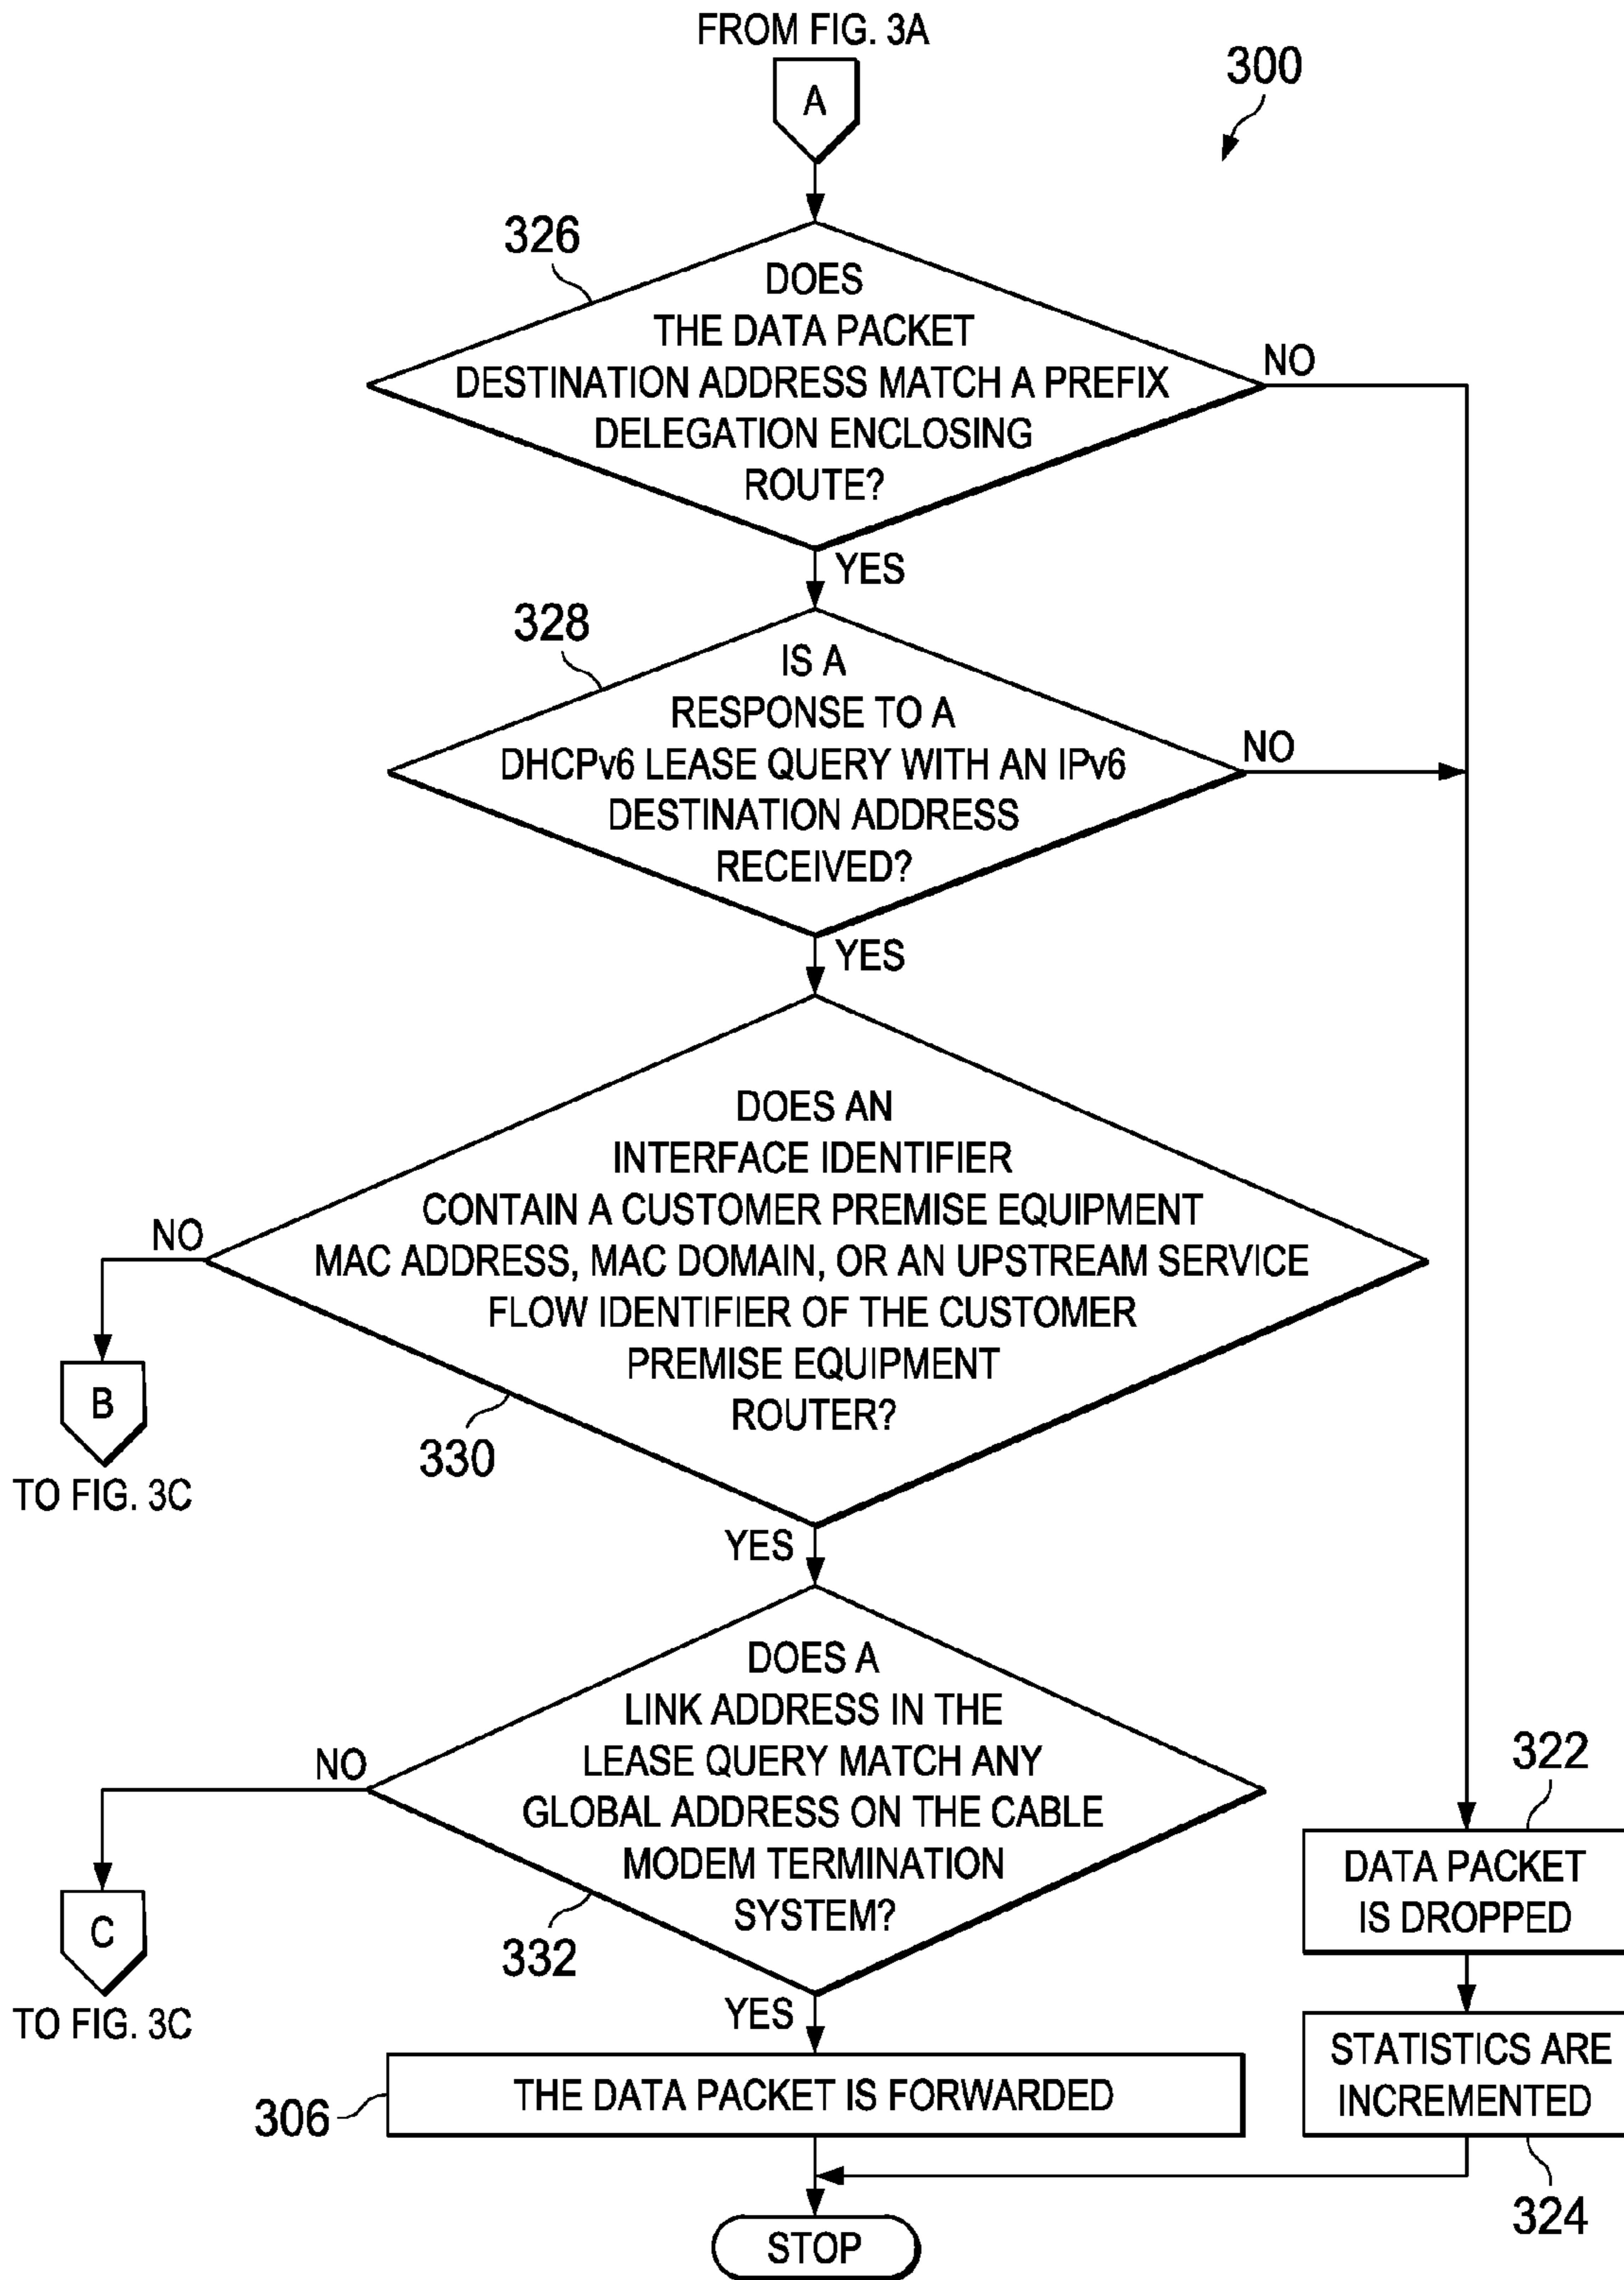 FROM FIG. 3A
A
300
326
DOES
THE DATA PACKET
DESTINATION ADDRESS MATCH A PREFIX
DELEGATION ENCLOSING
ROUTE?
NO
YES
328
IS A
RESPONSE TO A
DHCPv6 LEASE QUERY WITH AN IPv6
DESTINATION ADDRESS
RECEIVED?
NO
YES
DOES AN
INTERFACE IDENTIFIER
CONTAIN A CUSTOMER PREMISE EQUIPMENT
MAC ADDRESS, MAC DOMAIN, OR AN UPSTREAM SERVICE
FLOW IDENTIFIER OF THE CUSTOMER
PREMISE EQUIPMENT
ROUTER?
330
NO
B
TO FIG. 3C
YES
DOES A
LINK ADDRESS IN THE
LEASE QUERY MATCH ANY
GLOBAL ADDRESS ON THE CABLE
MODEM TERMINATION
SYSTEM?
332
NO
C
TO FIG. 3C
YES
322
DATA PACKET
IS DROPPED
THE DATA PACKET IS FORWARDED
306
STATISTICS ARE
INCREMENTED
324
STOP